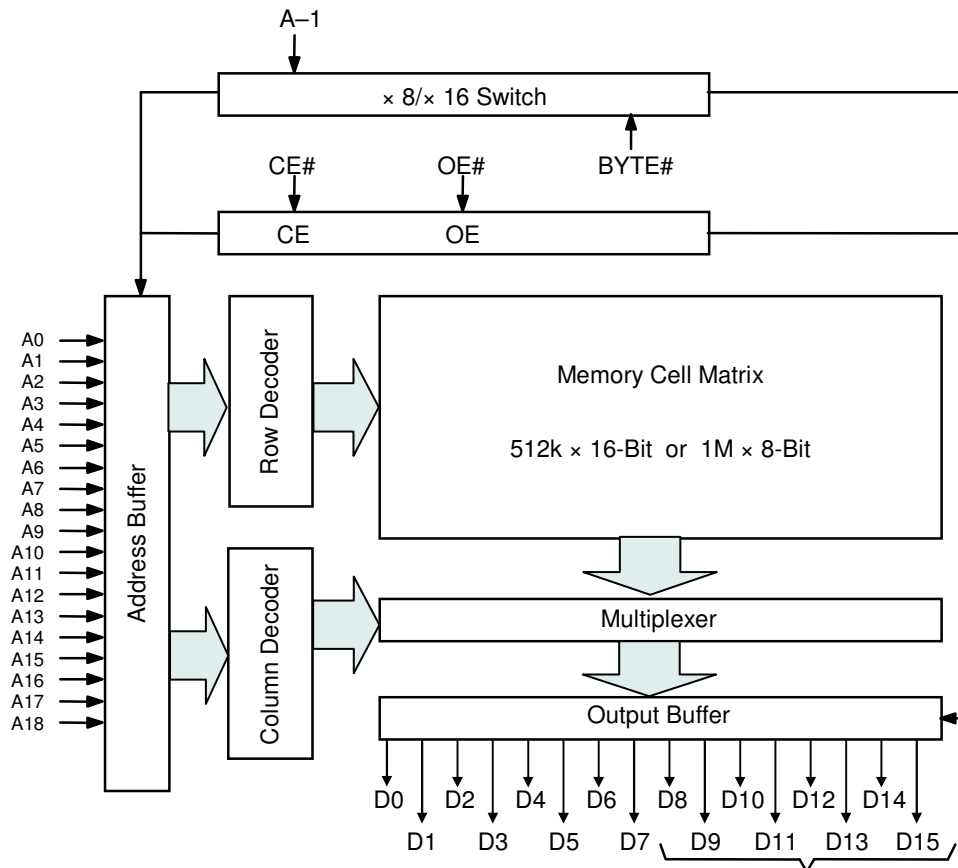 A–1
× 8/× 16 Switch
CE# OE# BYTE#
CE OE
A0
A1
A2
A3
A4
A5
A6
A7
A8
A9
A10
A11
A12
A13
A14
A15
A16
A17
A18
Address Buffer
Row Decoder
Column Decoder
Memory Cell Matrix
512k × 16-Bit or 1M × 8-Bit
Multiplexer
Output Buffer
D0 D2 D4 D6 D8 D10 D12 D14
D1 D3 D5 D7 D9 D11 D13 D15